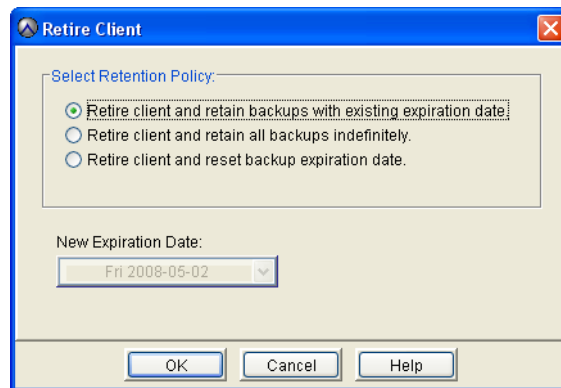 Retire Client
Select Retention Policy:
Retire client and retain backups with existing expiration date.
Retire client and retain all backups indefinitely.
Retire client and reset backup expiration date.
New Expiration Date:
Fri 2008-05-02
OK Cancel Help